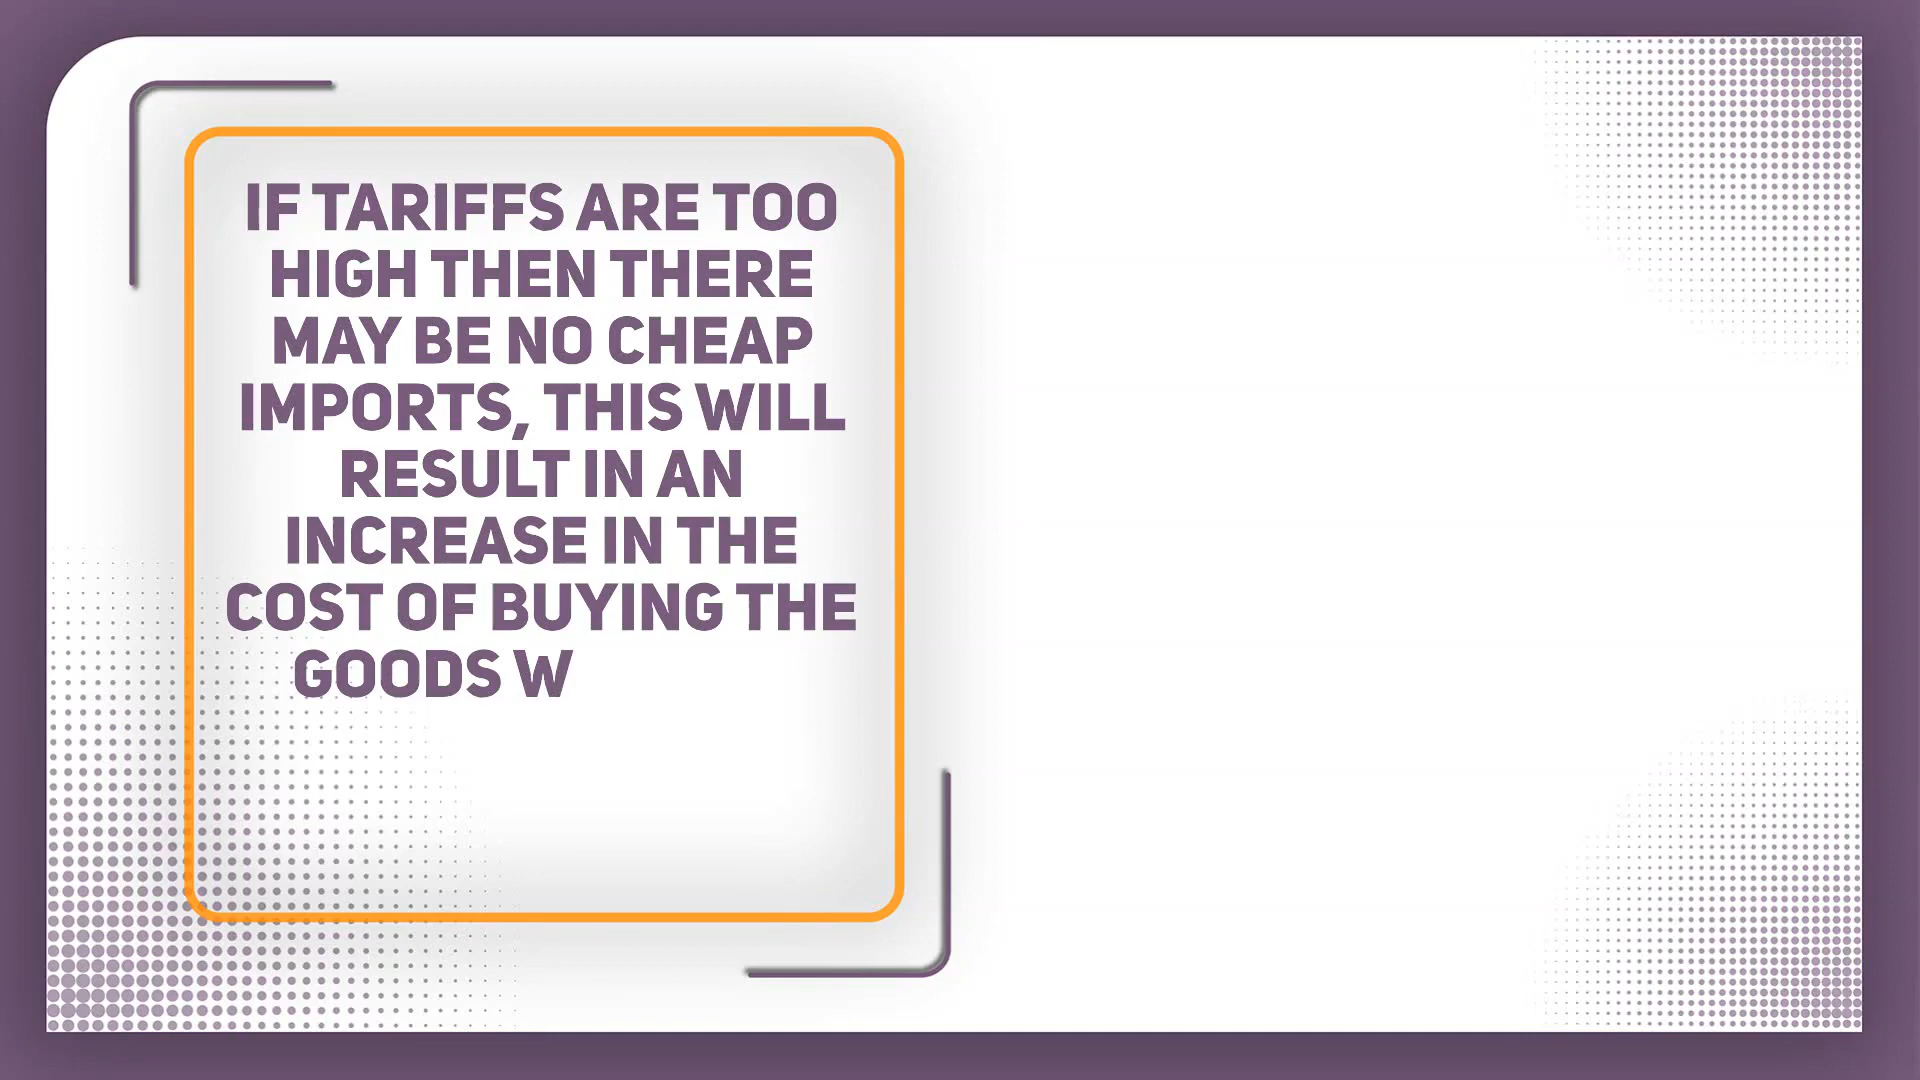 IF TARIFFS ARE TOO
HIGH THEN THERE
MAY BE NO CHEAP
IMPORTS, THIS WILL
RESULT IN AN
INCREASE IN THE
COST OF BUYING THE
GOODS W